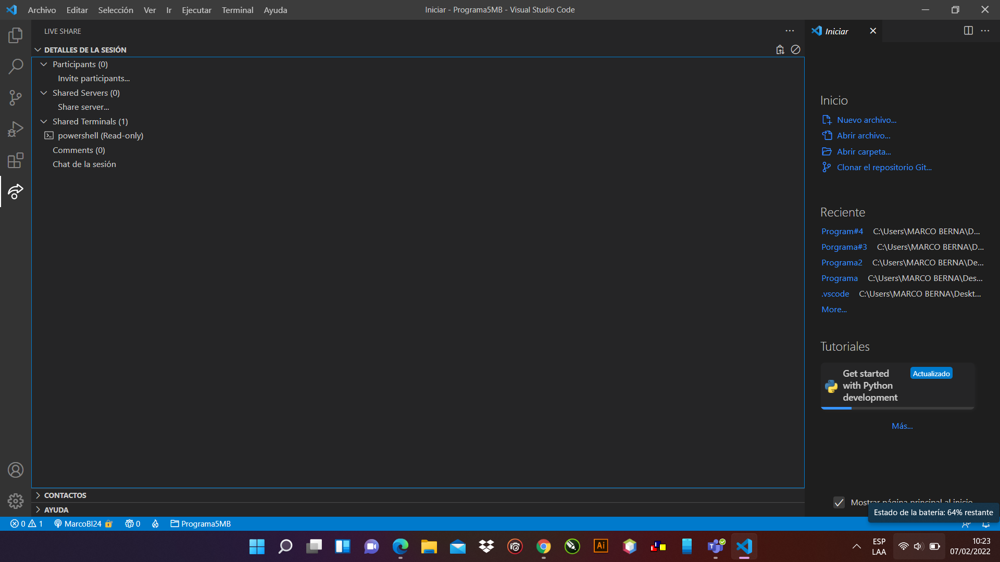 Archivo Editar Selección Ver Ir Ejecutar Terminal Ayuda
Iniciar - Programa5MB - Visual Studio Code
LIVE SHARE
DETALLES DE LA SESIÓN
Participants (0)
Invite participants...
Shared Servers (0)
Share server...
Shared Terminals (1)
powershell (Read-only)
Comments (0)
Chat de la sesión
CONTACTOS
AYUDA
Iniciar
Inicio
Nuevo archivo...
Abrir archivo...
Abrir carpeta...
Clonar el repositorio Git...
Reciente
Program#4 C:\Users\MARCO BERNA\D...
Porgrama#3 C:\Users\MARCO BERNA\D...
Programa2 C:\Users\MARCO BERNA\De...
Programa C:\Users\MARCO BERNA\Des...
.vscode C:\Users\MARCO BERNA\Deskt...
More...
Tutoriales
Get started
with Python
development
Actualizado
Más...
Mostrar página principal al inicio
Estado de la batería: 64% restante
0 1 MarcoBI24 0 Programa5MB
Ai
ESP
LAA
10:23
07/02/2022